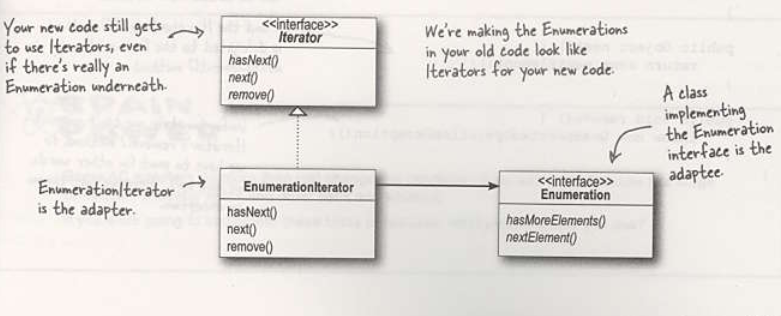 Your new code still gets
to use Iterators, even
if there's really an
Enumeration underneath.
<<interface>>
Iterator
hasNext()
next()
remove()
We're making the Enumerations
in your old code look like
Iterators for your new code.
A class
implementing
the Enumeration
interface is the
adaptee.
EnumerationIterator
is the adapter.
EnumerationIterator
hasNext()
next()
remove()
<<interface>>
Enumeration
hasMoreElements()
nextElement()